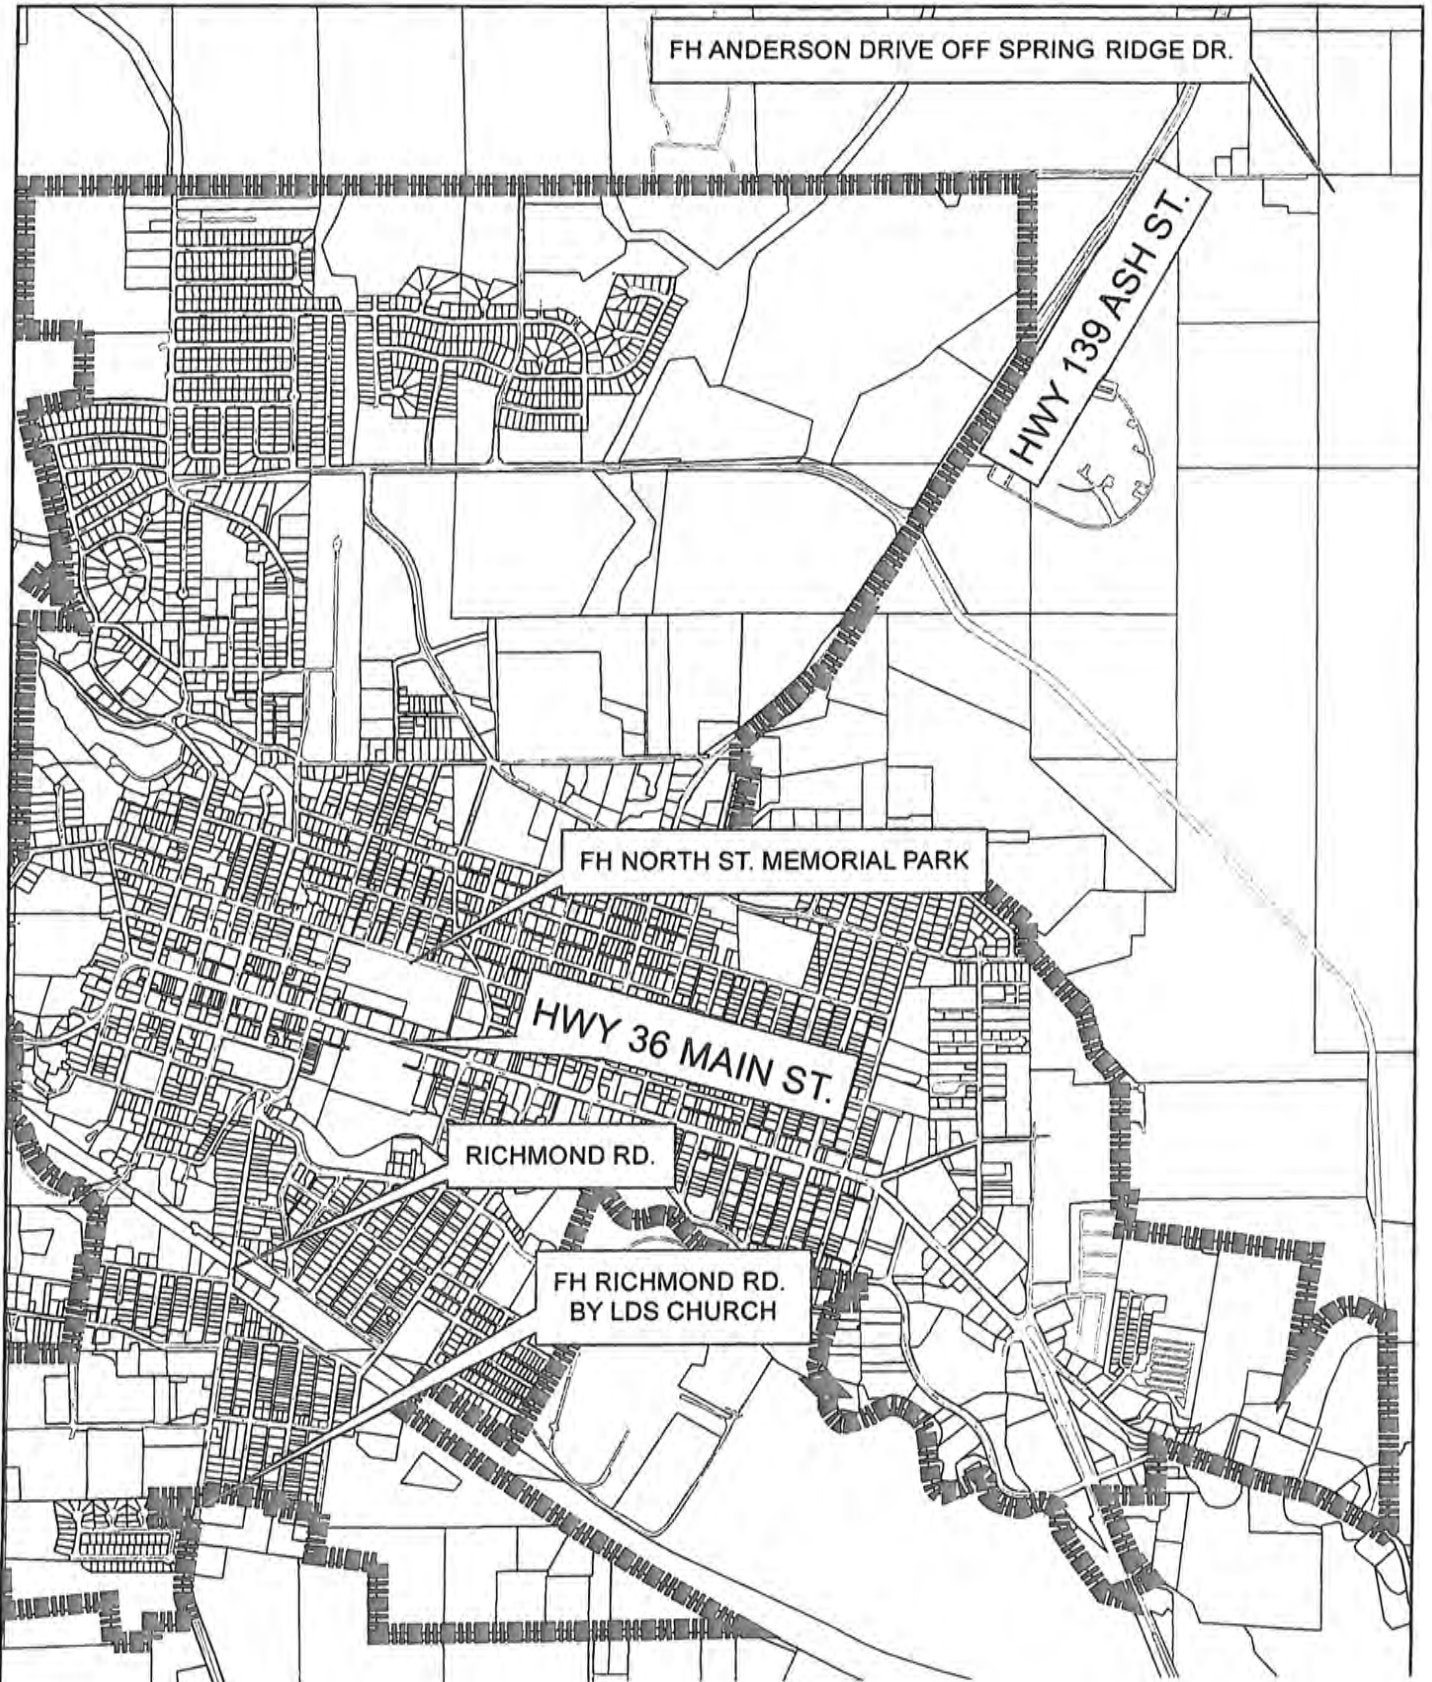 FH ANDERSON DRIVE OFF SPRING RIDGE DR.
HWY 139 ASH ST.
FH NORTH ST. MEMORIAL PARK
HWY 36 MAIN ST.
RICHMOND RD.
FH RICHMOND RD.
BY LDS CHURCH